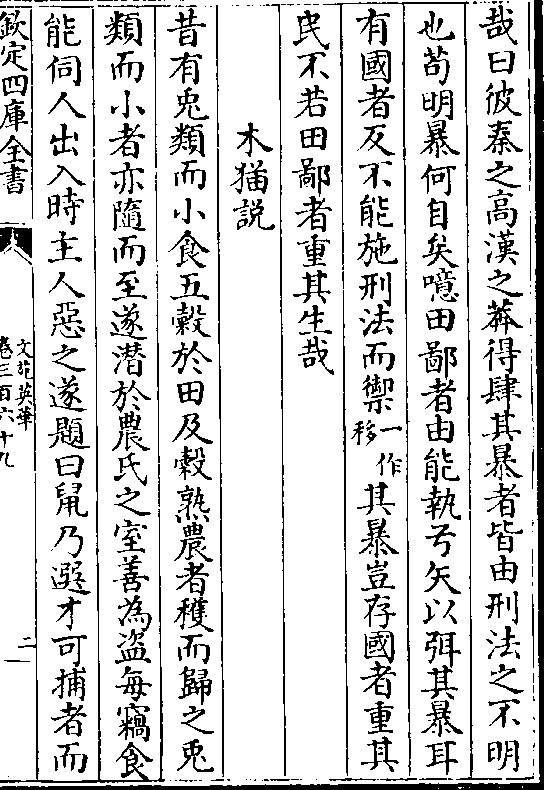 哉曰彼秦之高漢之莽得肆其暴者皆由刑法之不明
也苟明暴何自矣噫田鄙者由能執弓矢以弭其暴耳
有國者反不能施刑法而禦一作移其暴豈存國者重其
民不若田鄙者重其生哉
木猫説
昔有兎類而小食五穀於田及穀熟農者穫而歸之兎
類而小者亦隨而至遂潛於農氏之室善為盗每竊食
能伺人出入時主人惡之遂題曰鼠乃選才可捕者而
欽定四庫全書
文苑英華
卷三百六十九
二